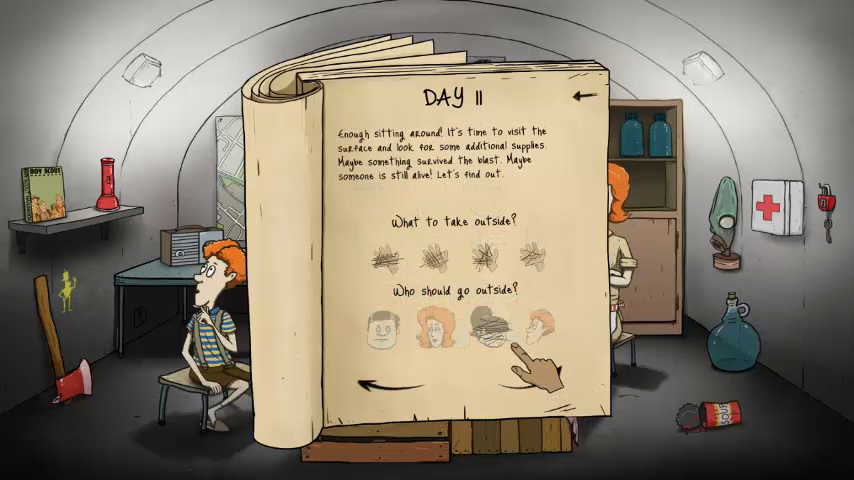 DAY 11
Enough sitting around! It's time to visit the
surface and look for some additional supplies.
Maybe something survived the blast. Maybe
someone is still alive! Let's find out.
What to take outside?
Who should go outside?
BOY SCOUT
SOUP